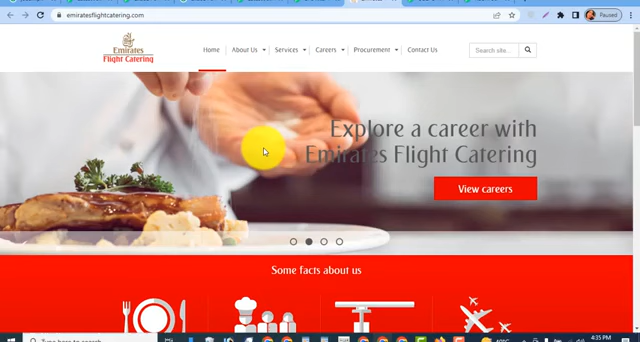 emiratesflightcatering.com
Paused
Emirates
Flight Catering
Home
About Us
Services
Careers
Procurement
Contact Us
Search site...
Explore a career with
Emirates Flight Catering
View careers
Some facts about us
Type here to search
4:35 PM